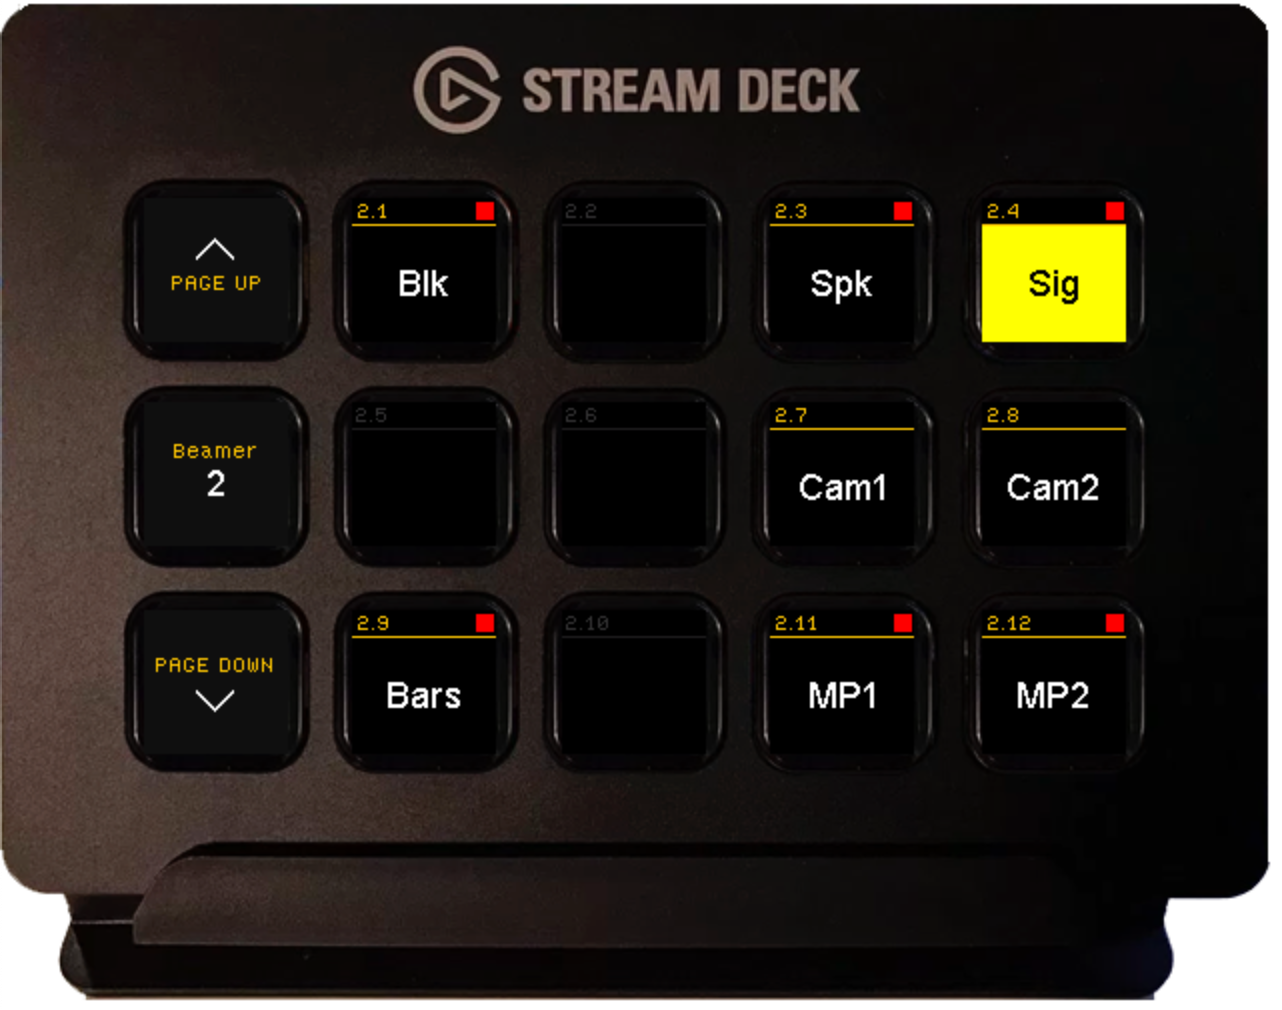 STREAM DECK
PAGE UP
2.1
Blk
2.2
2.3
Spk
2.4
Sig
Beamer
2
2.5
2.6
2.7
Cam1
2.8
Cam2
PAGE DOWN
2.9
Bars
2.10
2.11
MP1
2.12
MP2